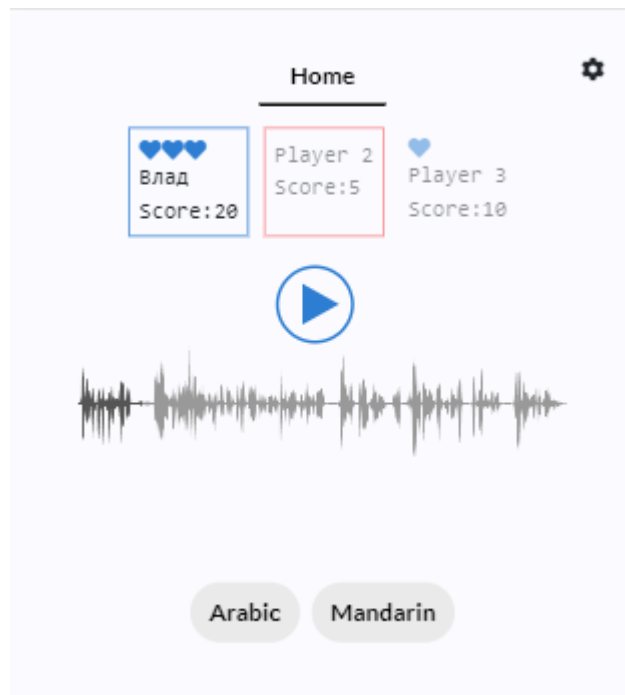 Home
Влад
Score:20
Player 2
Score:5
Player 3
Score:10
Arabic
Mandarin